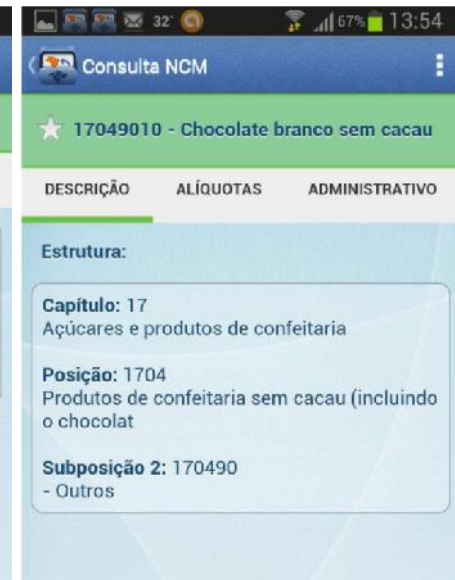 32° 67% 13:54
Consulta NCM
17049010 - Chocolate branco sem cacau
DESCRIÇÃO ALÍQUOTAS ADMINISTRATIVO
Estrutura:
Capítulo: 17
Açúcares e produtos de confeitaria
Posição: 1704
Produtos de confeitaria sem cacau (incluindo
o chocolat
Subposição 2: 170490
- Outros